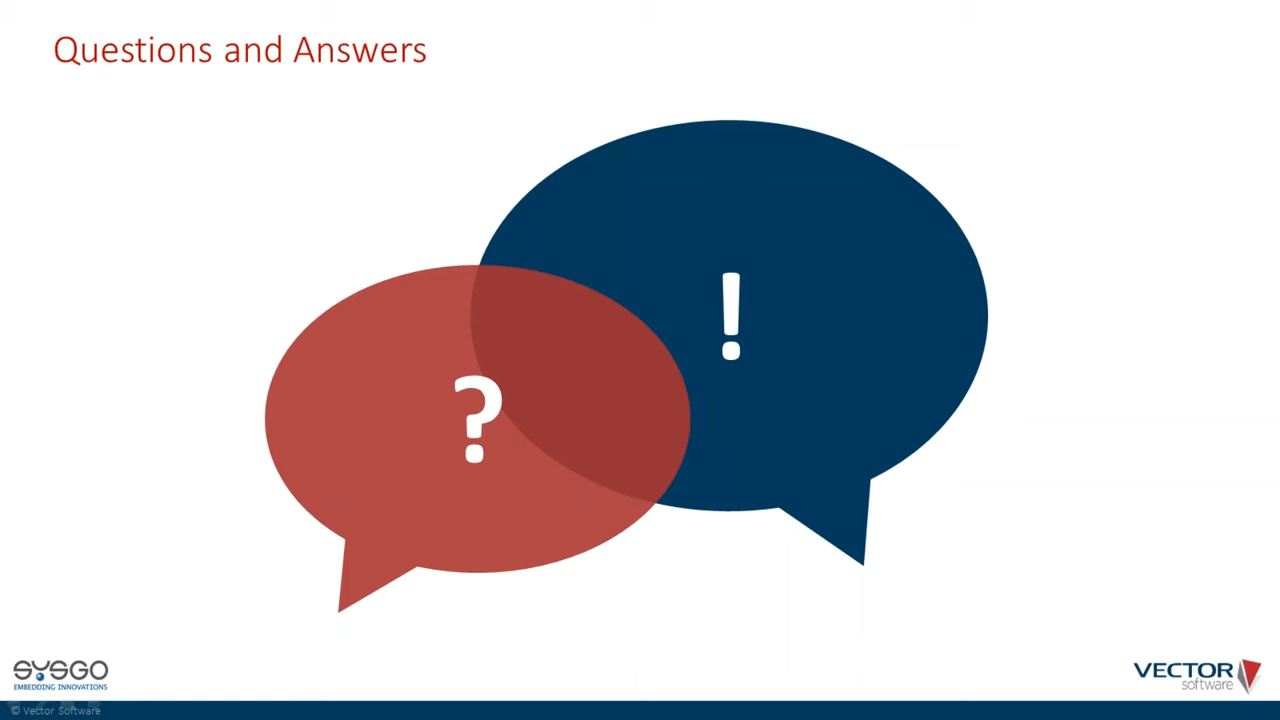 Questions and Answers
!
?
SYSGO
EMBEDDING INNOVATIONS
VECTOR
software
© Vector Software